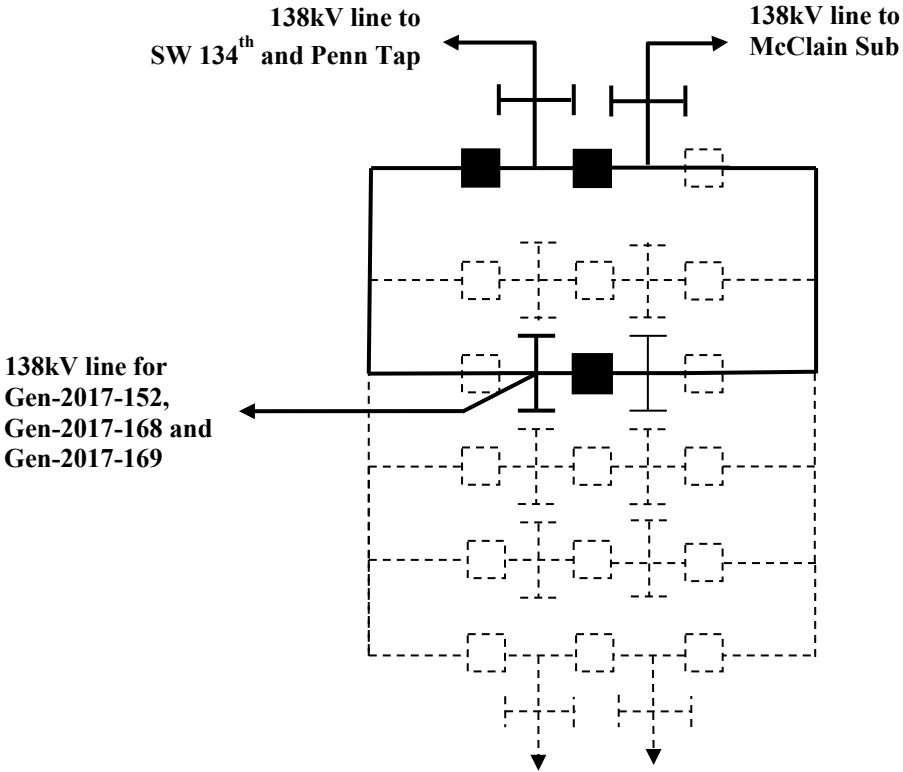 138kV line to
SW 134th and Penn Tap
138kV line to
McClain Sub
138kV line for
Gen-2017-152,
Gen-2017-168 and
Gen-2017-169